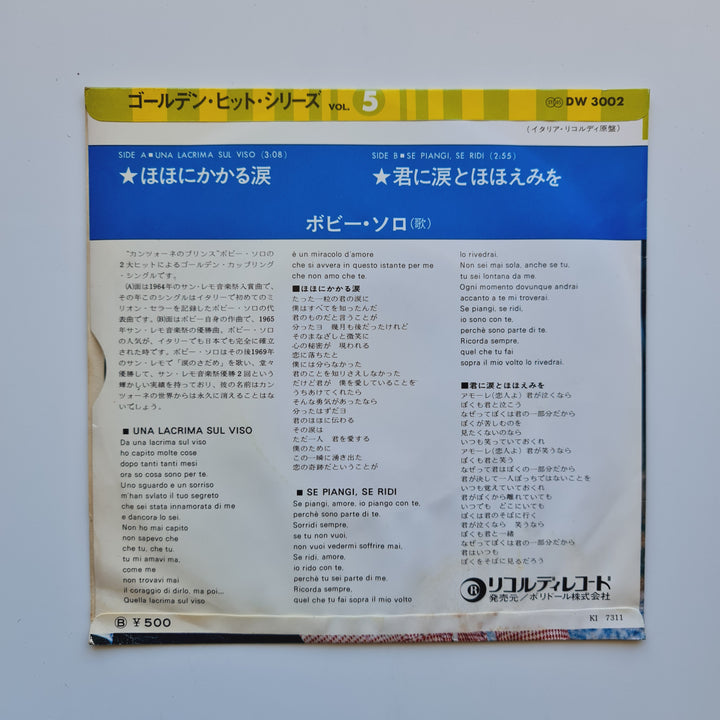 ゴールデン・ヒット・シリーズ VOL. 5
DW 3002
(イタリア・リコルディ原盤)
SIDE A■UNA LACRIMA SUL VISO (3:08)
★ほほにかかる涙
SIDE B■SE PIANGI, SE RIDI (2:55)
★君に涙とほほえみを
ボビー・ソロ(歌)
"カンツォーネのプリンス"ボビー・ソロの
2大ヒットによるゴールデン・カップリング
・シングルです。
(A)面は1964年のサン・レモ音楽祭入賞曲で、
その年このシングルはイタリーで初めてのミ
リオン・セラーを記録したボビー・ソロの代
表曲です。(B)面はボビー自身の作曲で、1965
年サン・レモ音楽祭の優勝曲。ボビー・ソロ
の人気が、イタリーでも日本でも完全に確立
された時です。ボビー・ソロはその後1969年
のサン・レモで「涙のさだめ」を歌い、堂々
優勝して、サン・レモ音楽祭優勝2回という
輝かしい実績を持っており、彼の名前はカン
ツォーネの世界からは永久に消えることはな
いでしょう。
■ UNA LACRIMA SUL VISO
Da una lacrima sul viso
ho capito molte cose
dopo tanti tanti mesi
ora so cosa sono per te.
Uno sguardo e un sorriso
m'han svlato il tuo segreto
che sei stata innamorata di me
e dancora lo sei.
Non ho mai capito
non sapevo che
che tu, che tu,
tu mi amavi ma,
come me
non trovavi mai
il coraggio di dirlo, ma poi...
Quella lacrima sul viso
è un miracolo d'amore
che si avvera in questo istante per me
che non amo che te.
■ほほにかかる涙
たった一粒の君の涙に
僕はすべてを知ったんだ
君のものだと言うことが
分ったヨ 幾月も後だったけれど
そのまなざしと微笑に
心の秘密が 現われる
恋に落ちたと
僕には分らなかった
君のことを知りさえしなかった
だけど君が 僕を愛していることを
うちあけてくれたら
そんな勇気があったなら
分ったはずだヨ
君のほほに伝わる
その涙は
ただ一人 君を愛する
僕のために
この一瞬に湧き出た
恋の奇跡だということが
■ SE PIANGI, SE RIDI
Se piangi, amore, io piango con te,
perchè sono parte di te.
Sorridi sempre,
se tu non vuoi,
non vuoi vedermi soffrire mai.
Se ridi, amore,
io rido con te,
perchè tu sei parte di me.
Ricorda sempre,
quel che tu fai sopra il mio volto
lo rivedrai.
Non sei mai sola, anche se tu,
tu sei lontana da me.
Ogni momento dovunque andrai
accanto a te mi troverai.
Se piangi, se ridi,
io sono con te,
perchè sono parte di te.
Ricorda sempre,
quel che tu fai
sopra il mio volto lo rivedrai.
■君に涙とほほえみを
アモーレ(恋人よ)君が泣くなら
ぼくも君と泣こう
なぜってぼくは君の一部分だから
ぼくが苦しむのを
見たくないのなら
いつも笑っていておくれ
アモーレ(恋人よ)君が笑うなら
ぼくも君と笑う
なぜって君はぼくの一部分だから
君が決して一人ぼっちではないことを
いつも覚えていておくれ
君がぼくから離れていても
いつでも どこにいても
ぼくは君のそばに行く
君が泣くなら 笑うなら
ぼくも君と一緒
なぜってぼくは君の一部分だから
君はいつも
ぼくをそばに見るだろう
R リコルディレコード
発売元/ポリドール株式会社
Ⓑ ¥500
KI 7311